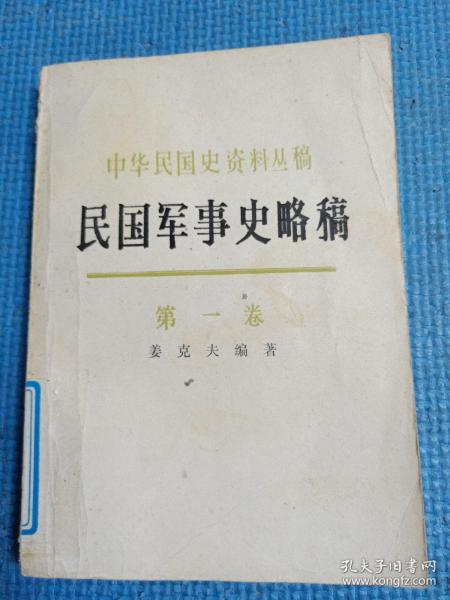 中华民国史资料丛稿
民国军事史略稿
第一卷
姜克夫编著
孔夫子旧书网
www.kongfz.com